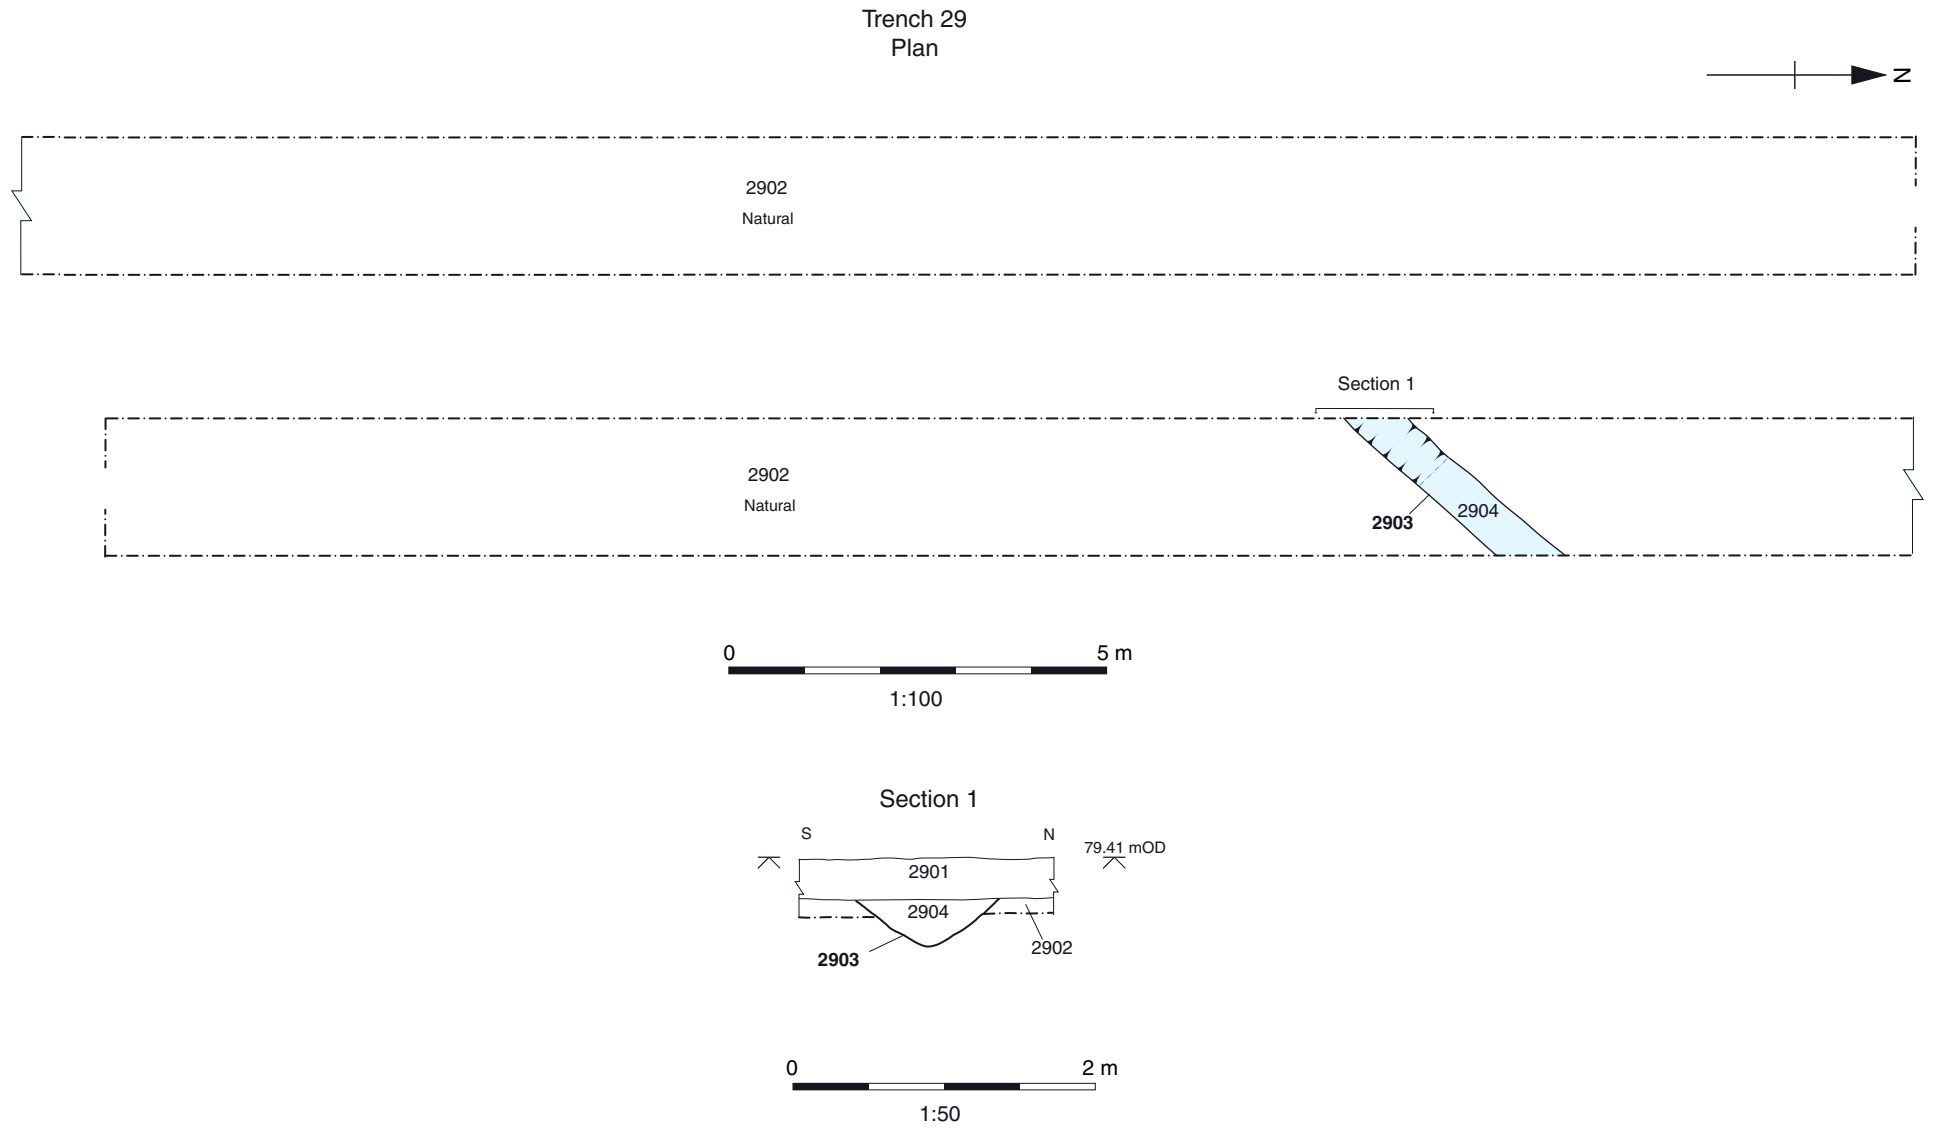 Trench 29
Plan
N
2902
Natural
Section 1
2902
Natural
2903
2904
0 5 m
1:100
Section 1
S N
79.41 mOD
2901
2904
2903
2902
0 2 m
1:50